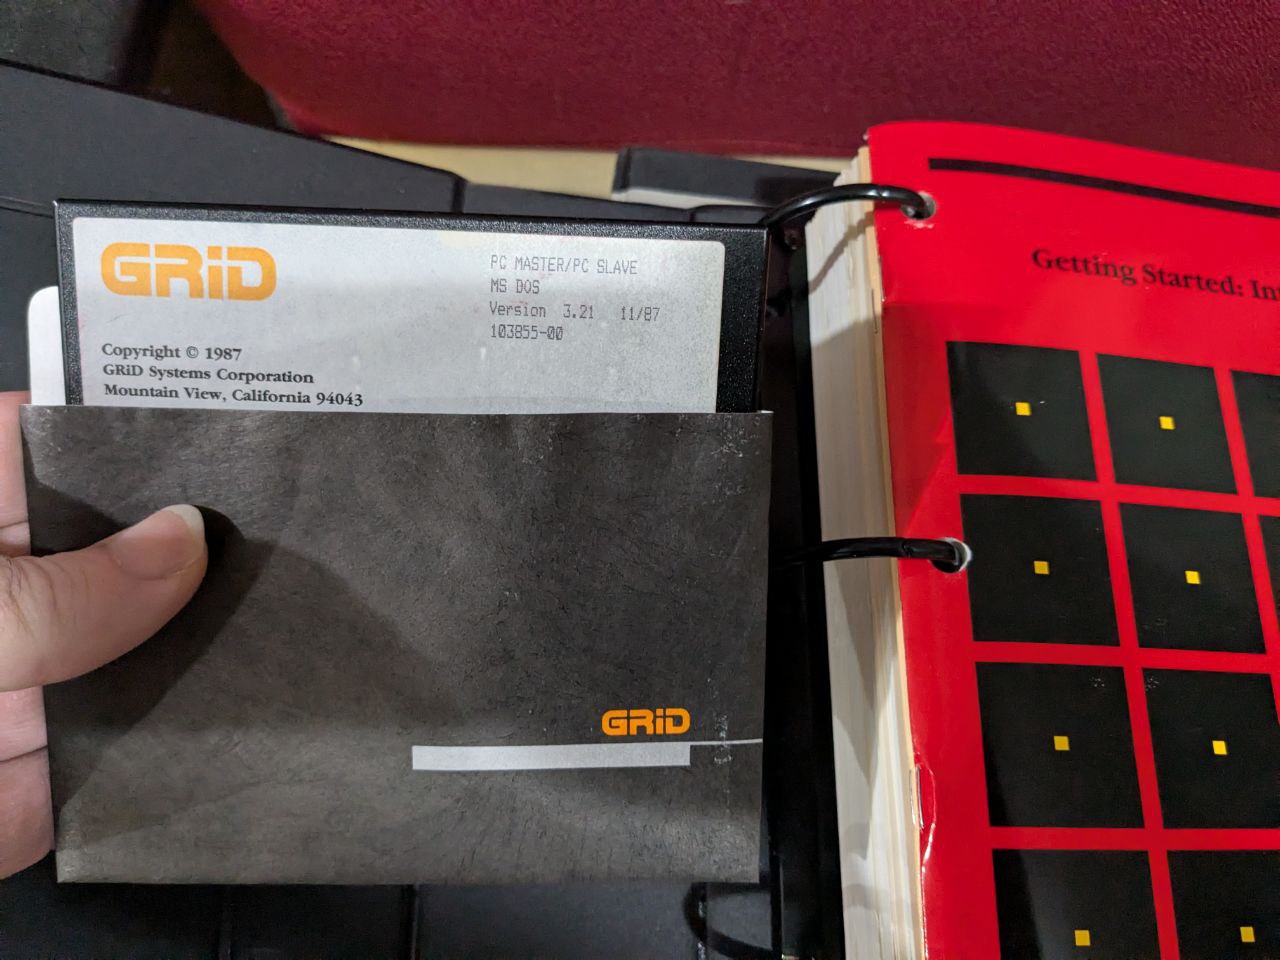 GRiD
PC MASTER/PC SLAVE
MS DOS
Version 3.21 11/87
103855-00
Copyright © 1987
GRiD Systems Corporation
Mountain View, California 94043
GRiD
Getting Started: